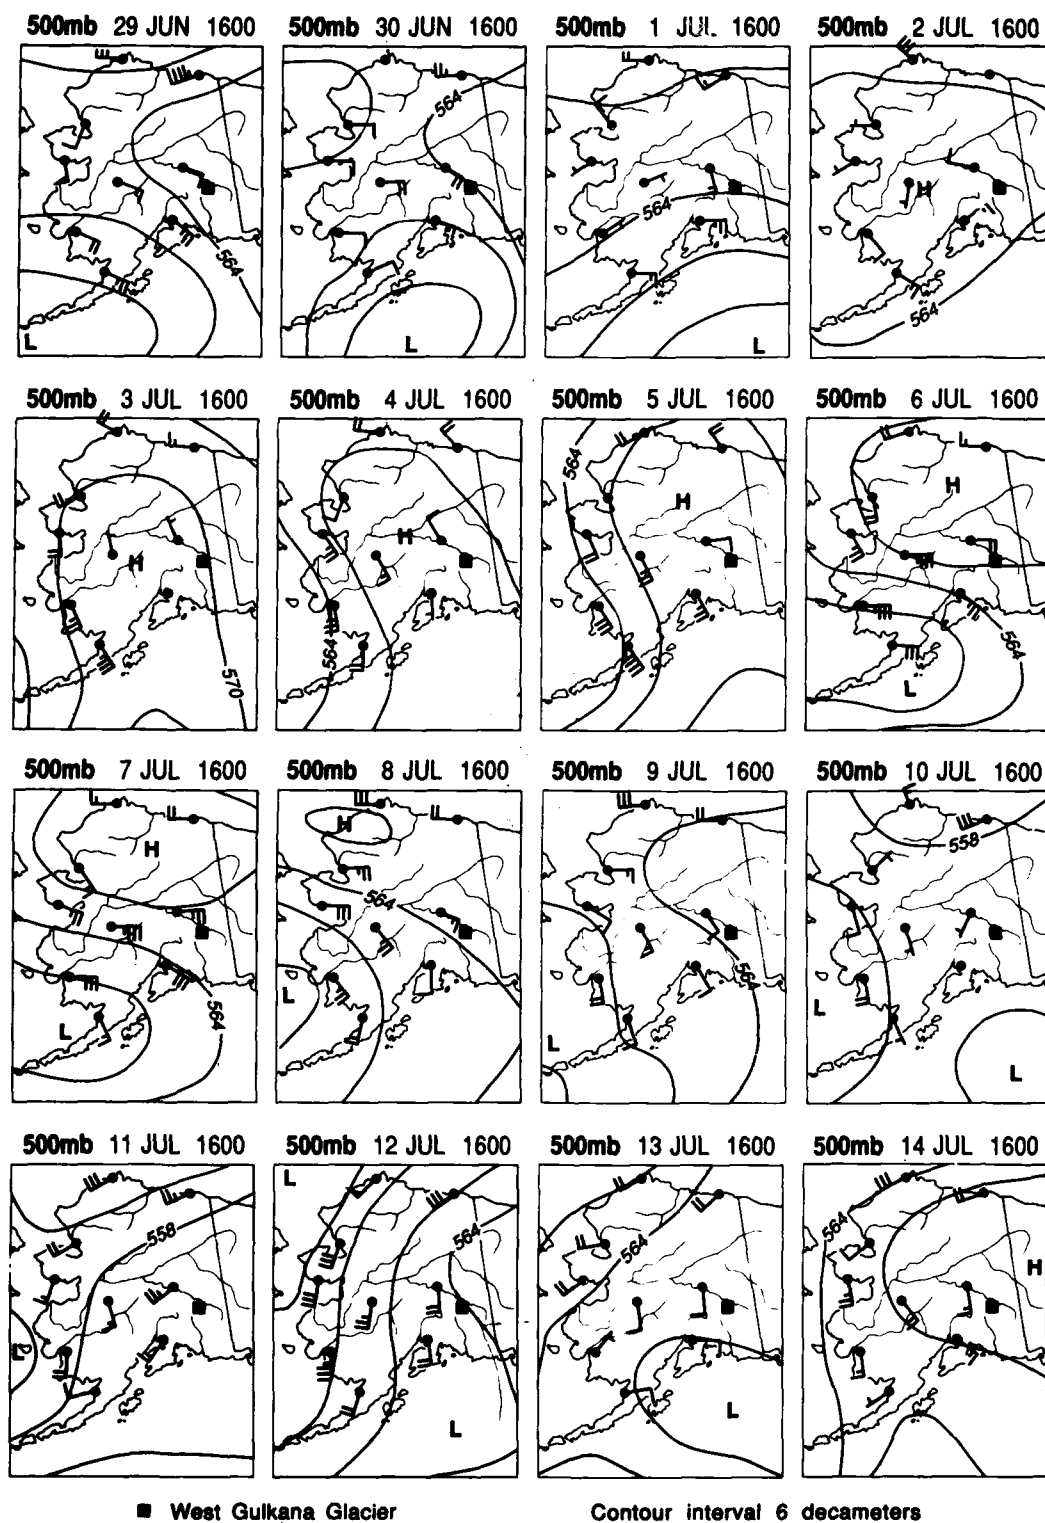 500mb 29 JUN 1600
500mb 30 JUN 1600
500mb 1 JUL 1600
500mb 2 JUL 1600
564
L
564
L
564
L
H
564
500mb 3 JUL 1600
500mb 4 JUL 1600
500mb 5 JUL 1600
500mb 6 JUL 1600
H
570
H
564
564
H
H
564
L
500mb 7 JUL 1600
500mb 8 JUL 1600
500mb 9 JUL 1600
500mb 10 JUL 1600
H
564
L
H
564
L
564
L
558
L
L
500mb 11 JUL 1600
500mb 12 JUL 1600
500mb 13 JUL 1600
500mb 14 JUL 1600
558
L
L
564
L
564
L
564
H
West Gulkana Glacier
Contour interval 6 decameters